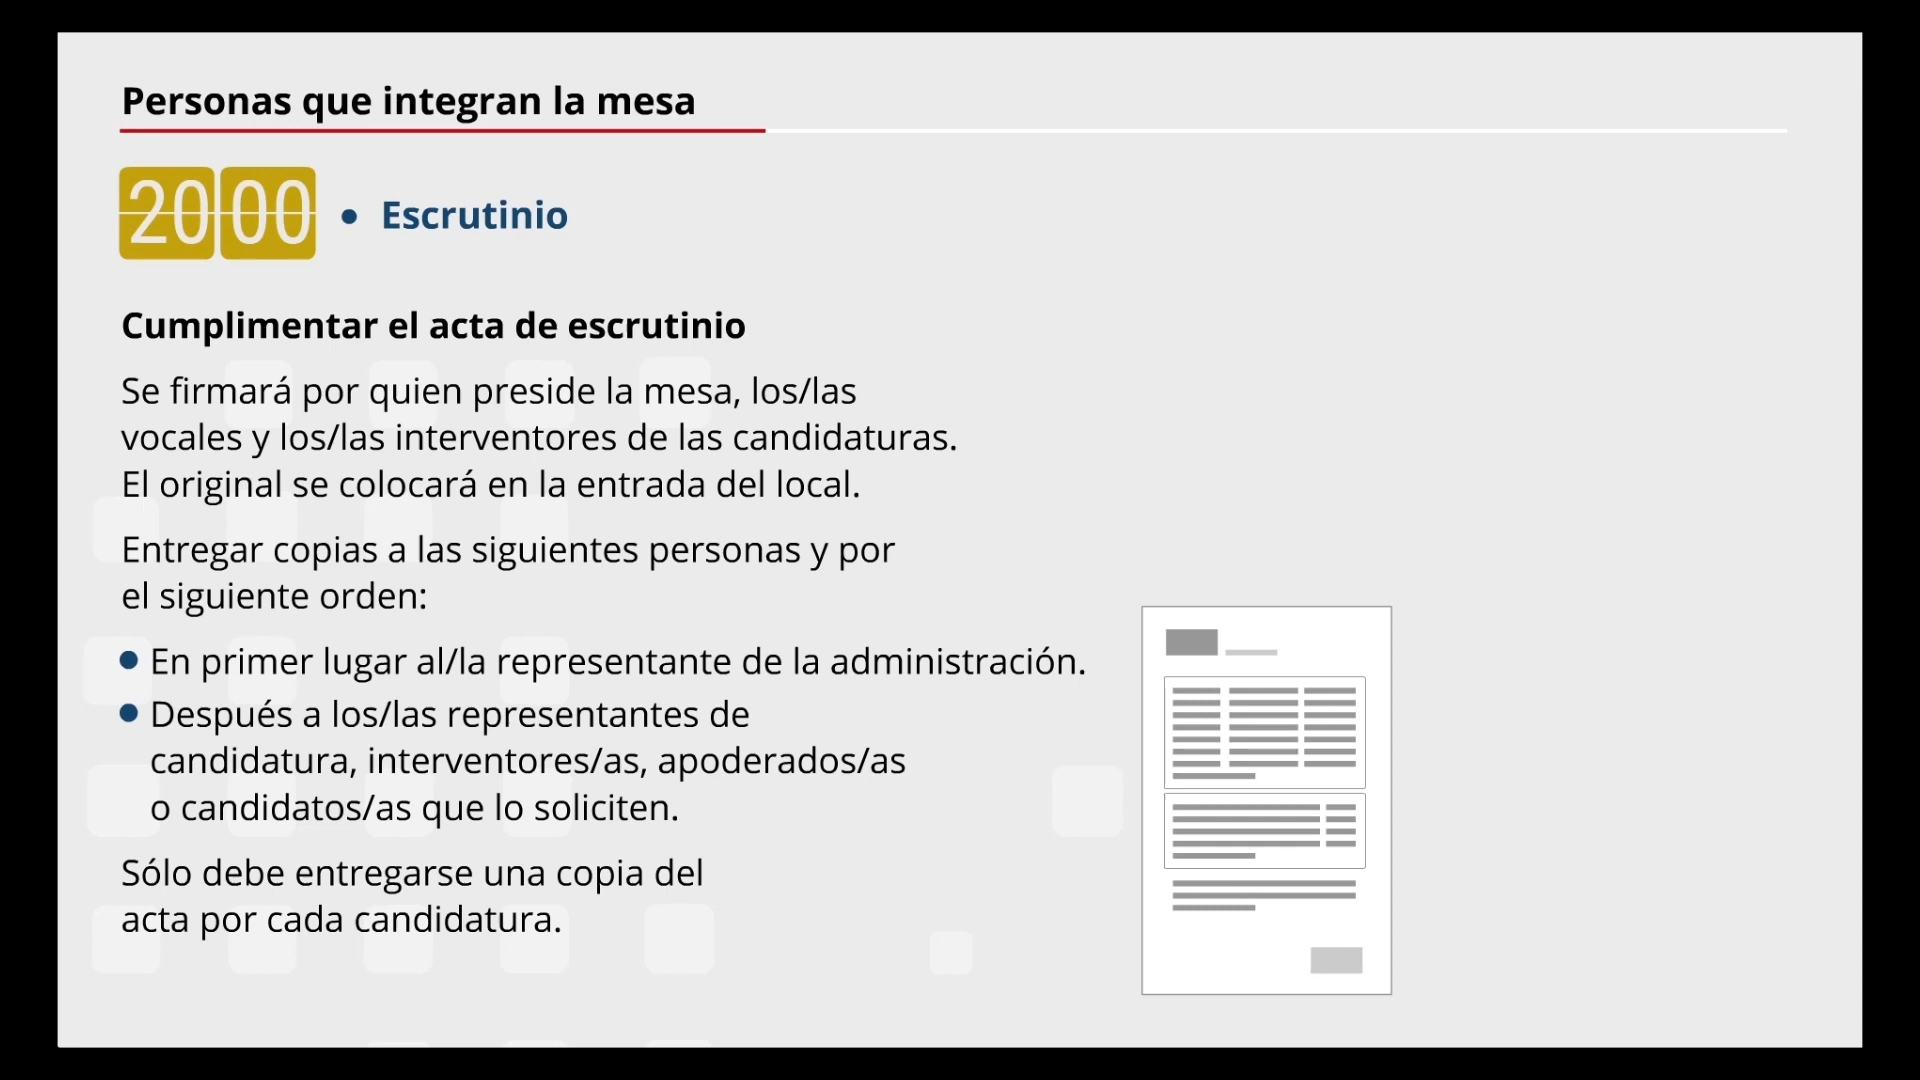 Personas que integran la mesa
20 00
• Escrutinio
Cumplimentar el acta de escrutinio
Se firmará por quien preside la mesa, los/las
vocales y los/las interventores de las candidaturas.
El original se colocará en la entrada del local.
Entregar copias a las siguientes personas y por
el siguiente orden:
• En primer lugar al/la representante de la administración.
• Después a los/las representantes de
candidatura, interventores/as, apoderados/as
o candidatos/as que lo soliciten.
Sólo debe entregarse una copia del
acta por cada candidatura.